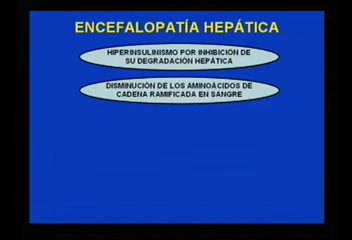 ENCEFALOPATÍA HEPÁTICA
HIPERINSULINISMO POR INHIBICIÓN DE
SU DEGRADACIÓN HEPÁTICA
DISMINUCIÓN DE LOS AMINOÁCIDOS DE
CADENA RAMIFICADA EN SANGRE